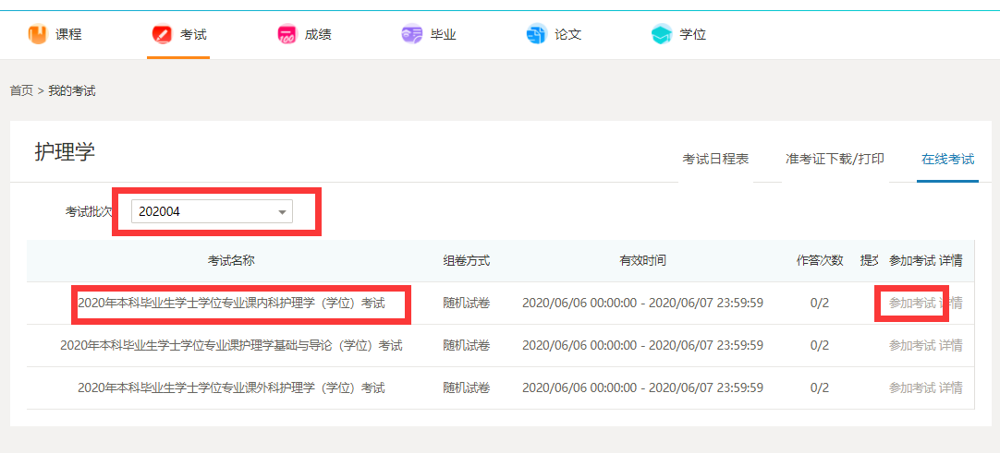 课程 考试 成绩 毕业 论文 学位
首页 > 我的考试
护理学 考试日程表 准考证下载/打印 在线考试
考试批次 202004
考试名称 组卷方式 有效时间 作答次数 提交 参加考试 详情
2020年本科毕业生学士学位专业课内科护理学（学位）考试 随机试卷 2020/06/06 00:00:00 - 2020/06/07 23:59:59 0/2 参加考试 详情
2020年本科毕业生学士学位专业课护理学基础与导论（学位）考试 随机试卷 2020/06/06 00:00:00 - 2020/06/07 23:59:59 0/2 参加考试 详情
2020年本科毕业生学士学位专业课外科护理学（学位）考试 随机试卷 2020/06/06 00:00:00 - 2020/06/07 23:59:59 0/2 参加考试 详情